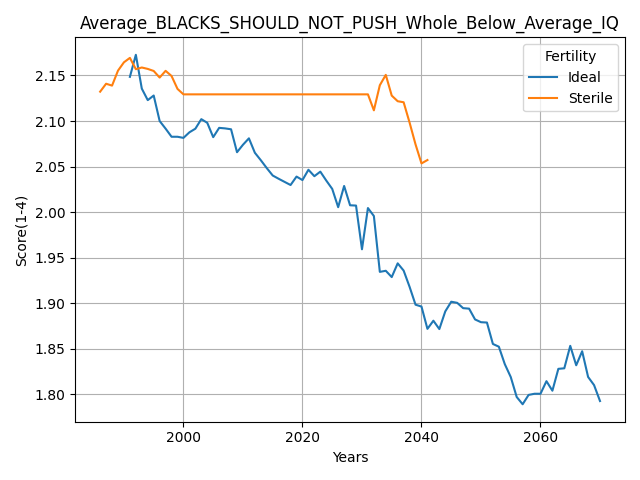 Average_BLACKS_SHOULD_NOT_PUSH_Whole_Below_Average_IQ
Fertility
Ideal
Sterile
Score(1-4)
2.15
2.10
2.05
2.00
1.95
1.90
1.85
1.80
2000 2020 2040 2060
Years